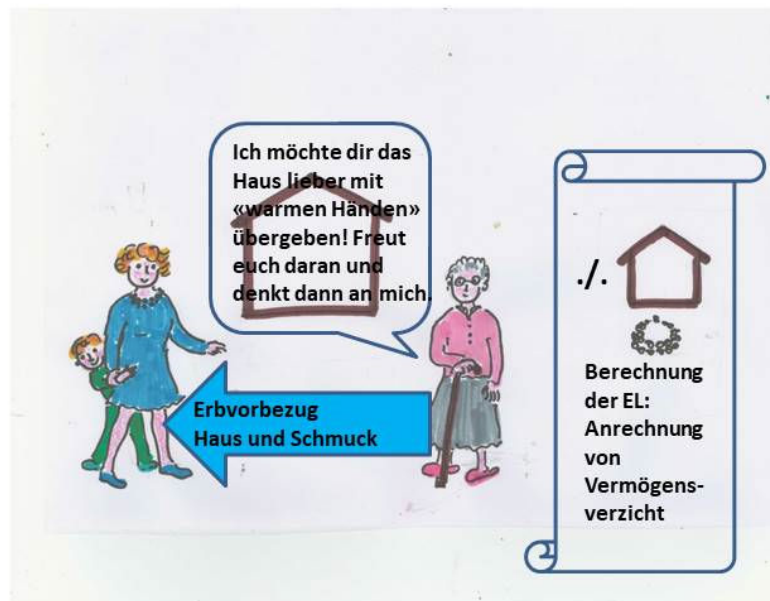 Ich möchte dir das
Haus lieber mit
«warmen Händen»
übergeben! Freut
euch daran und
denkt dann an mich.
Erbvorbezug
Haus und Schmuck
./.
Berechnung
der EL:
Anrechnung
von
Vermögens-
verzicht